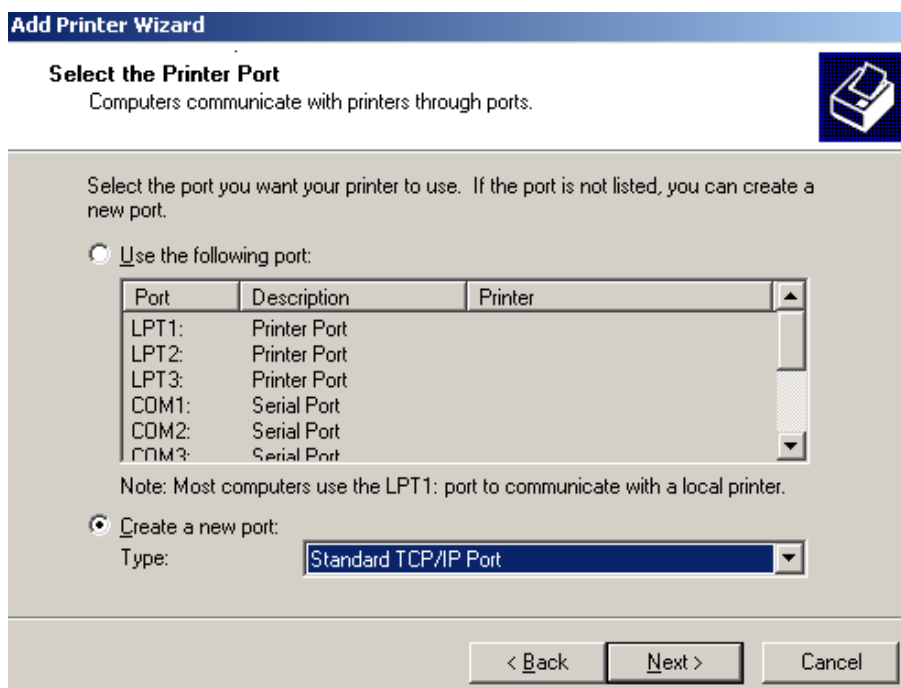 Add Printer Wizard
Select the Printer Port
Computers communicate with printers through ports.
Select the port you want your printer to use. If the port is not listed, you can create a
new port.
Use the following port:
Port Description Printer
LPT1: Printer Port
LPT2: Printer Port
LPT3: Printer Port
COM1: Serial Port
COM2: Serial Port
COM3: Serial Port
Note: Most computers use the LPT1: port to communicate with a local printer.
Create a new port:
Type: Standard TCP/IP Port
< Back Next > Cancel